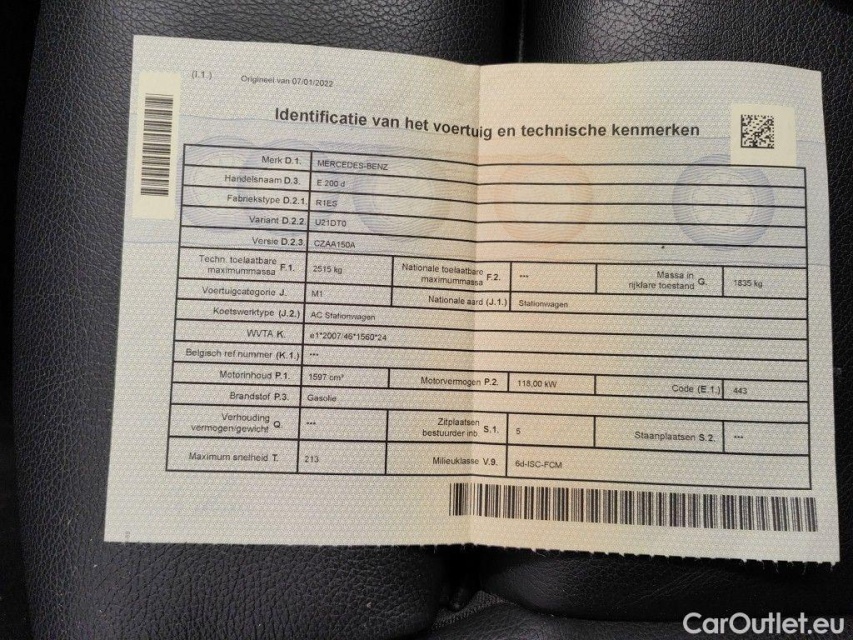 (I.1.) Origineel van 07/01/2022
Identificatie van het voertuig en technische kenmerken
Merk D.1. MERCEDES-BENZ
Handelsnaam D.3. E 200 d
Fabriekstype D.2.1. R1ES
Variant D.2.2. U21DT0
Versie D.2.3. CZAA150A
Techn. toelaatbare maximummassa F.1. 2515 kg Nationale toelaatbare maximummassa F.2. --- Massa in rijklare toestand G. 1835 kg
Voertuigcategorie J. M1 Nationale aard (J.1.) Stationwagen
Koetswerktype (J.2.) AC Stationwagen
WVTA K. e1*2007/46*1560*24
Belgisch ref nummer (K.1.) ---
Motorinhoud P.1. 1597 cm³ Motorvermogen P.2. 118,00 kW Code (E.1.) 443
Brandstof P.3. Gasolie
Verhouding vermogen/gewicht Q --- Zitplaatsen bestuurder inb. S.1. 5 Staanplaatsen S.2. ---
Maximum snelheid T. 213 Milieuklasse V.9. 6d-ISC-FCM
CarOutlet.eu